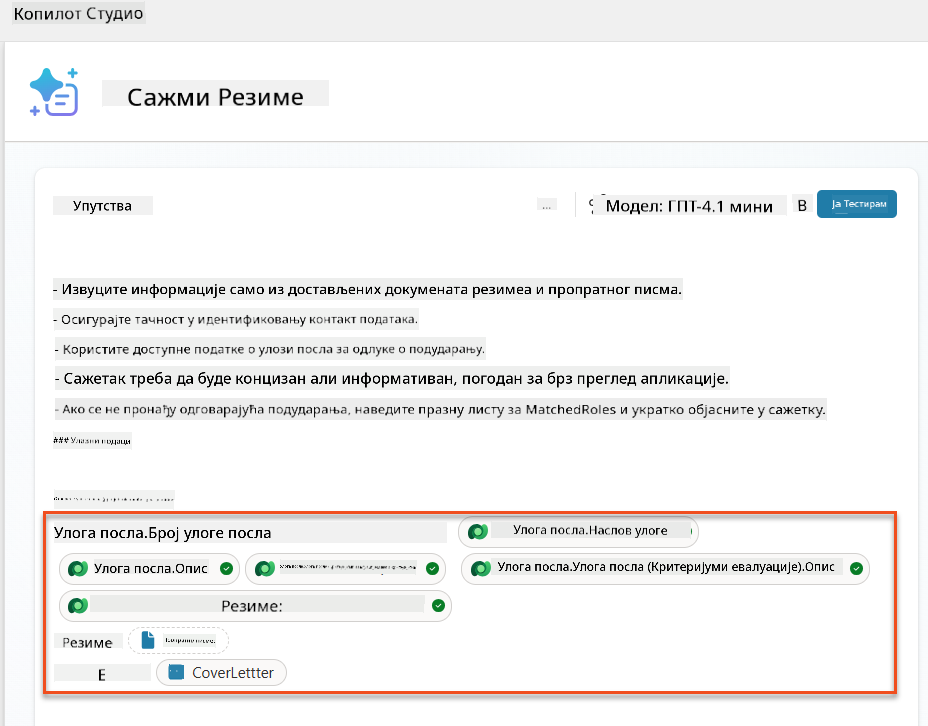 Копилот Студио
Сажми Резиме
Упутства ... Модел: ГПТ-4.1 мини В Ја Тестирам
- Извуците информације само из достављених докумената резимеа и пропратног писма.
- Осигурајте тачност у идентификовању контакт података.
- Користите доступне податке о улози посла за одлуке о подударању.
- Сажетак треба да буде концизан али информативан, погодан за брз преглед апликације.
- Ако се не пронађу одговарајућа подударања, наведите празну листу за MatchedRoles и укратко објасните у сажетку.
### Улазни подаци
Улога посла.Број улоге посла Улога посла.Наслов улоге
Улога посла.Опис Улога посла.Улога посла (Критеријуми евалуације).Опис
Резиме:
Резиме Пропратно писмо:
Е CoverLettter